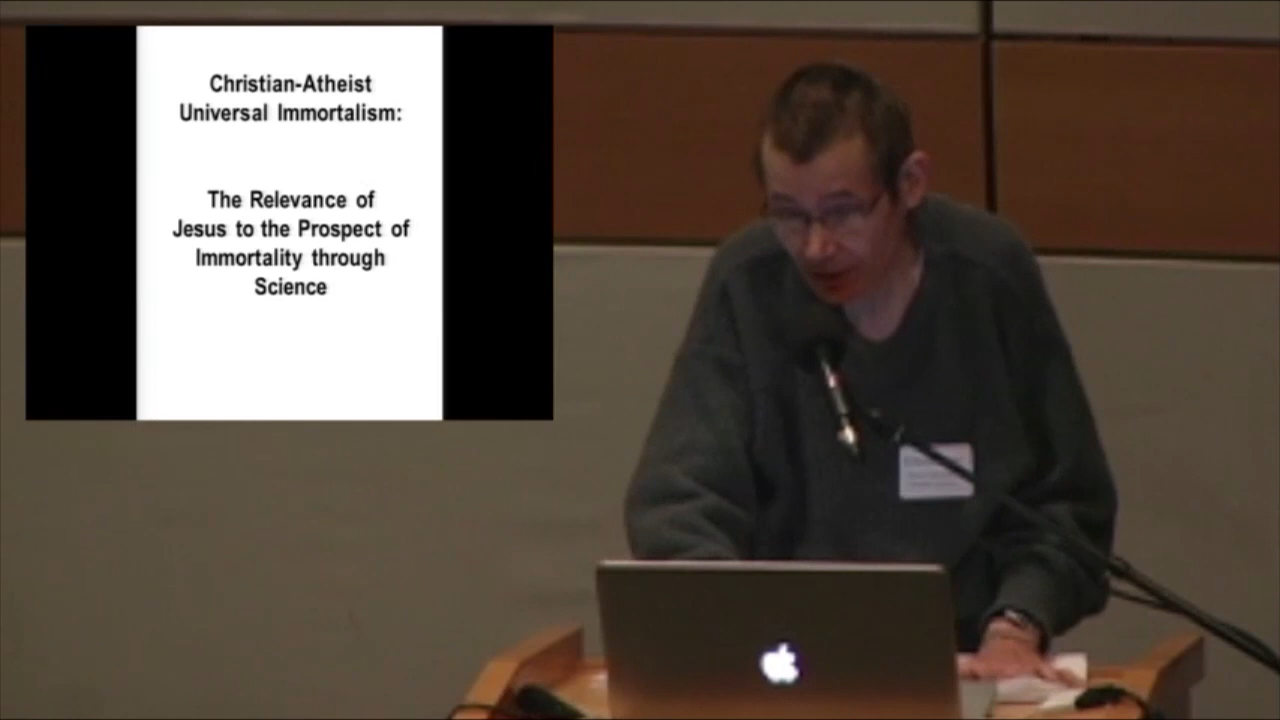 Christian-Atheist
Universal Immortalism:
The Relevance of
Jesus to the Prospect of
Immortality through
Science